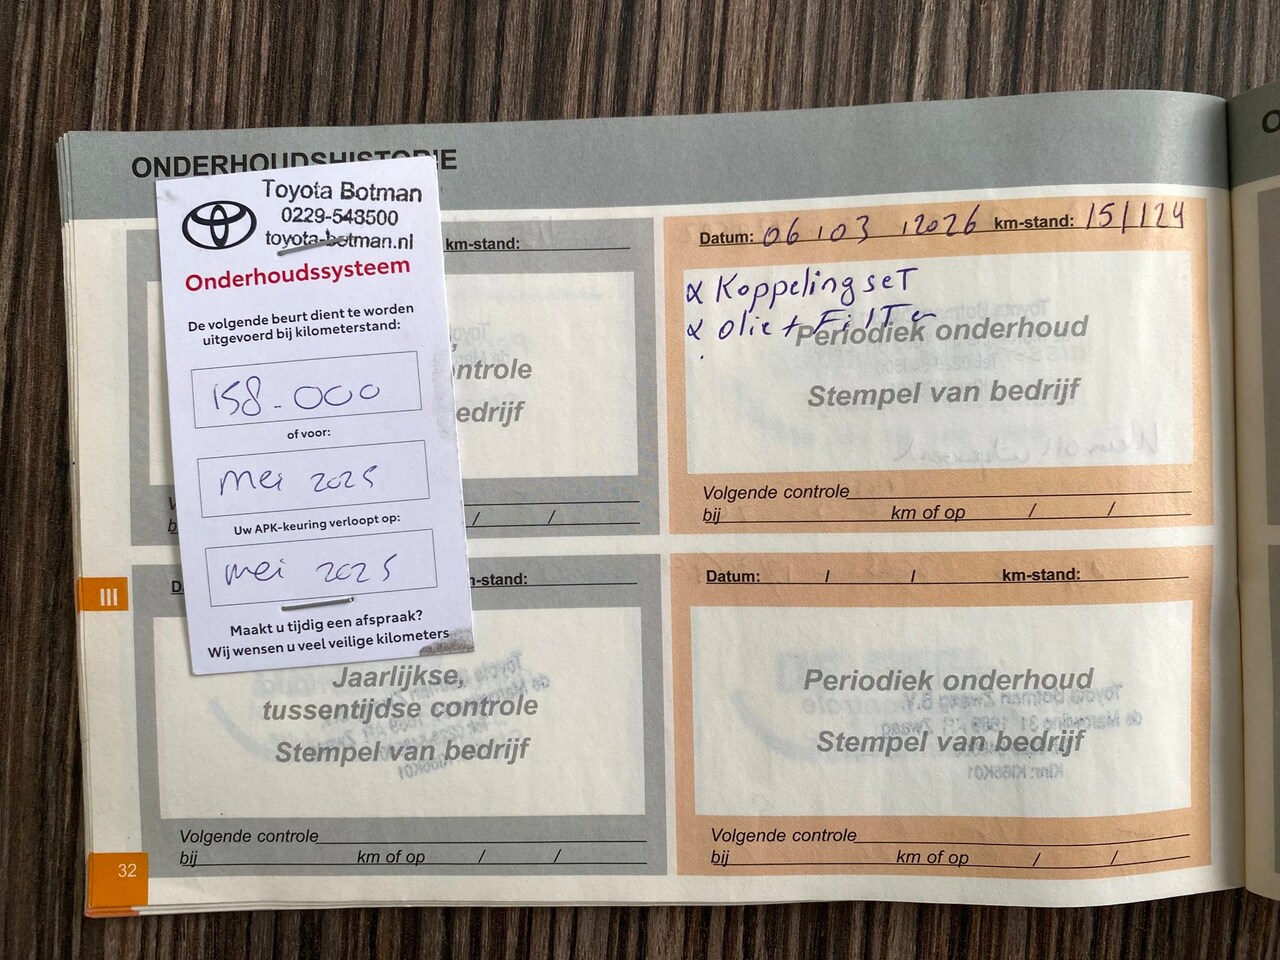 ONDERHOUDSHISTORIE
Toyota Botman
0229-548500
toyota-botman.nl
Onderhoudssysteem
De volgende beurt dient te worden
uitgevoerd bij kilometerstand:
158.000
of voor:
mei 2025
Uw APK-keuring verloopt op:
mei 2025
Maakt u tijdig een afspraak?
Wij wensen u veel veilige kilometers
km-stand:
ntrole
edrijf
/ /
Datum: 06 / 03 / 2026 km-stand: 151124
Koppelingset
olie + Filter
Periodiek onderhoud
Stempel van bedrijf
Volgende controle
bij km of op / /
-stand:
Jaarlijkse,
tussentijdse controle
Stempel van bedrijf
Volgende controle
bij km of op / /
Datum: / / km-stand:
Periodiek onderhoud
Stempel van bedrijf
Volgende controle
bij km of op / /
III
32